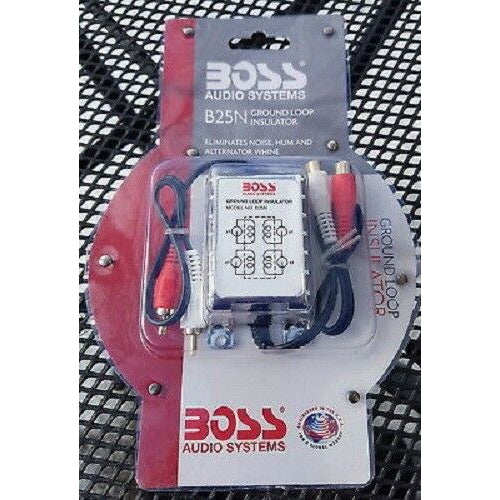 BOSS
AUDIO SYSTEMS
B25N GROUND LOOP
INSULATOR
ELIMINATES NOISE, HUM AND
ALTERNATOR WHINE
BOSS
GROUND LOOP INSULATOR
MODEL NO. B25N
GROUND LOOP
INSULATOR
BOSS®
AUDIO SYSTEMS